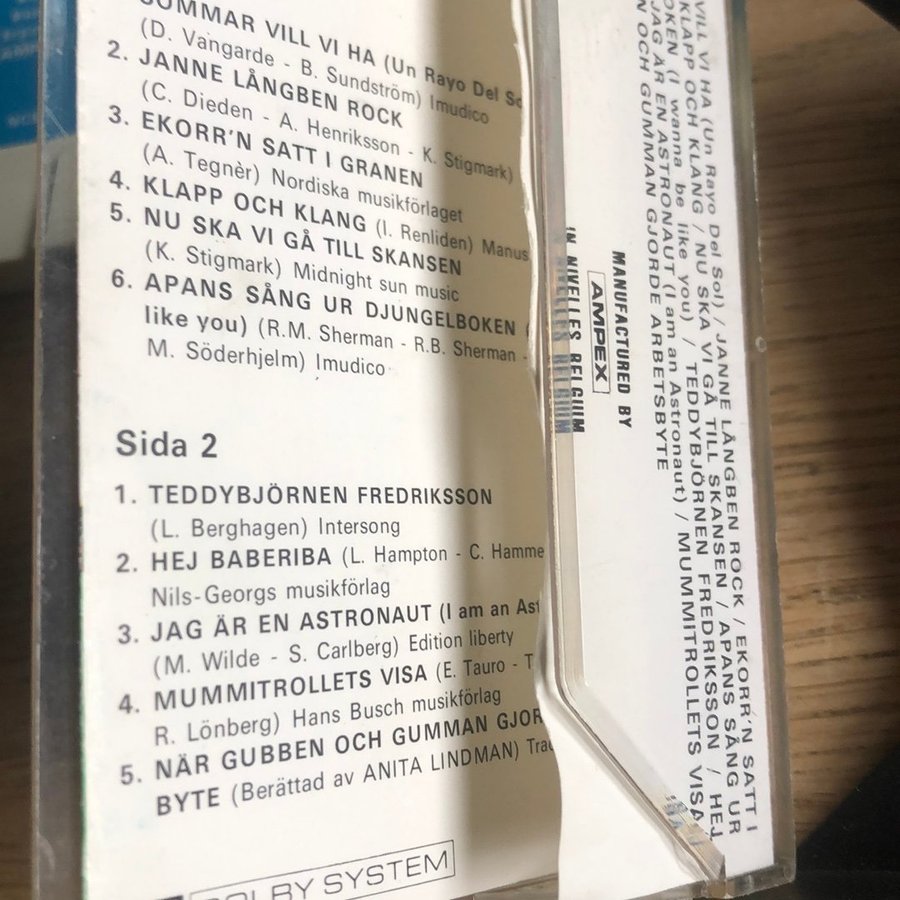 SOMMAR VILL VI HA (Un Rayo Del So
(D. Vangarde - B. Sundström) Imudico
2. JANNE LÅNGBEN ROCK
(C. Dieden - A. Henriksson - K. Stigmark)
3. EKORR'N SATT I GRANEN
(A. Tegnèr) Nordiska musikförlaget
4. KLAPP OCH KLANG (I. Renliden) Manus
5. NU SKA VI GÅ TILL SKANSEN
(K. Stigmark) Midnight sun music
6. APANS SÅNG UR DJUNGELBOKEN (
like you) (R.M. Sherman - R.B. Sherman -
M. Söderhjelm) Imudico
Sida 2
1. TEDDYBJÖRNEN FREDRIKSSON
(L. Berghagen) Intersong
2. HEJ BABERIBA (L. Hampton - C. Hamme
Nils-Georgs musikförlag
3. JAG ÄR EN ASTRONAUT (I am an Ast
(M. Wilde - S. Carlberg) Edition liberty
4. MUMMITROLLETS VISA (E. Tauro - T
R. Lönberg) Hans Busch musikförlag
5. NÄR GUBBEN OCH GUMMAN GJOR
BYTE (Berättad av ANITA LINDMAN) Trad
DOLBY SYSTEM
MANUFACTURED BY
AMPEX
IN NIVELLES BELGIUM
VILL VI HA (Un Rayo Del Sol) / JANNE LÅNGBEN ROCK / EKORR'N SATT I
KLAPP OCH KLANG / NU SKA VI GÅ TILL SKANSEN / APANS SÅNG UR
OKEN (I wanna be like you) / TEDDYBJÖRNEN FREDRIKSSON / HEJ
JAG ÄR EN ASTRONAUT (I am an Astronaut) / MUMMITROLLETS VISA /
N OCH GUMMAN GJORDE ARBETSBYTE